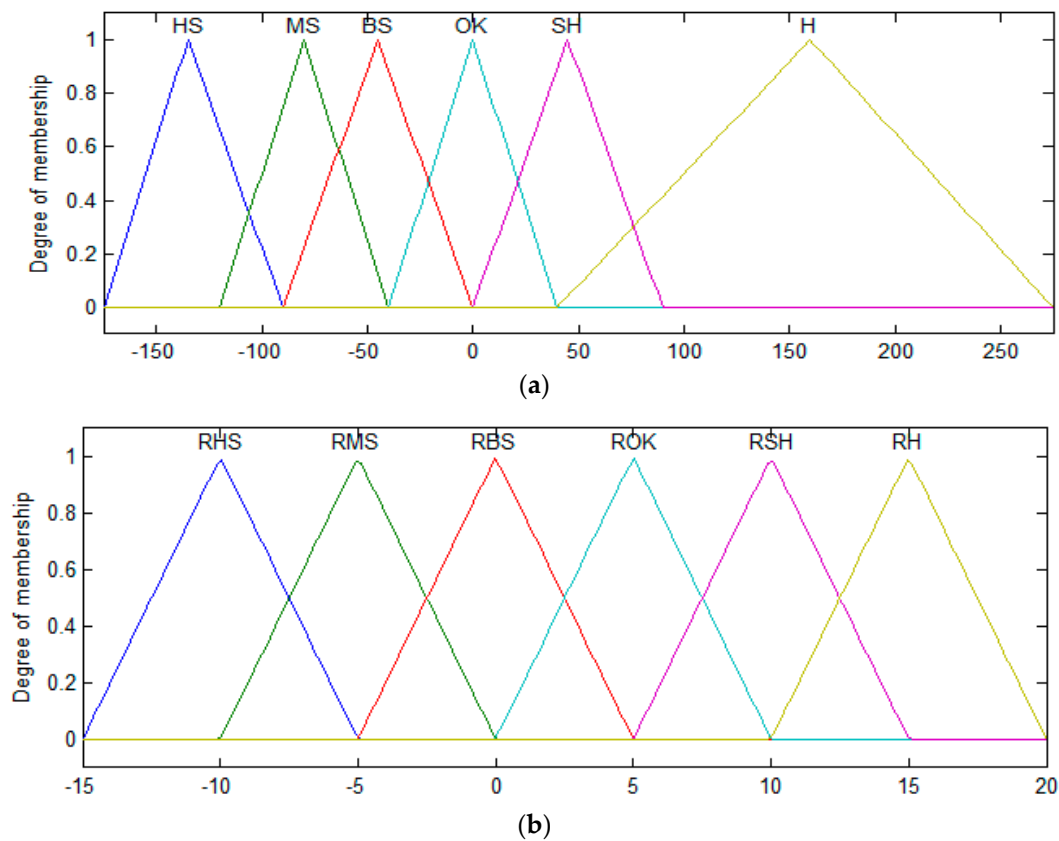 HS MS BS OK SH H
1
0.8
0.6
0.4
0.2
0
Degree of membership
-150 -100 -50 0 50 100 150 200 250
(a)
RHS RMS RBS ROK RSH RH
1
0.8
0.6
0.4
0.2
0
Degree of membership
-15 -10 -5 0 5 10 15 20
(b)